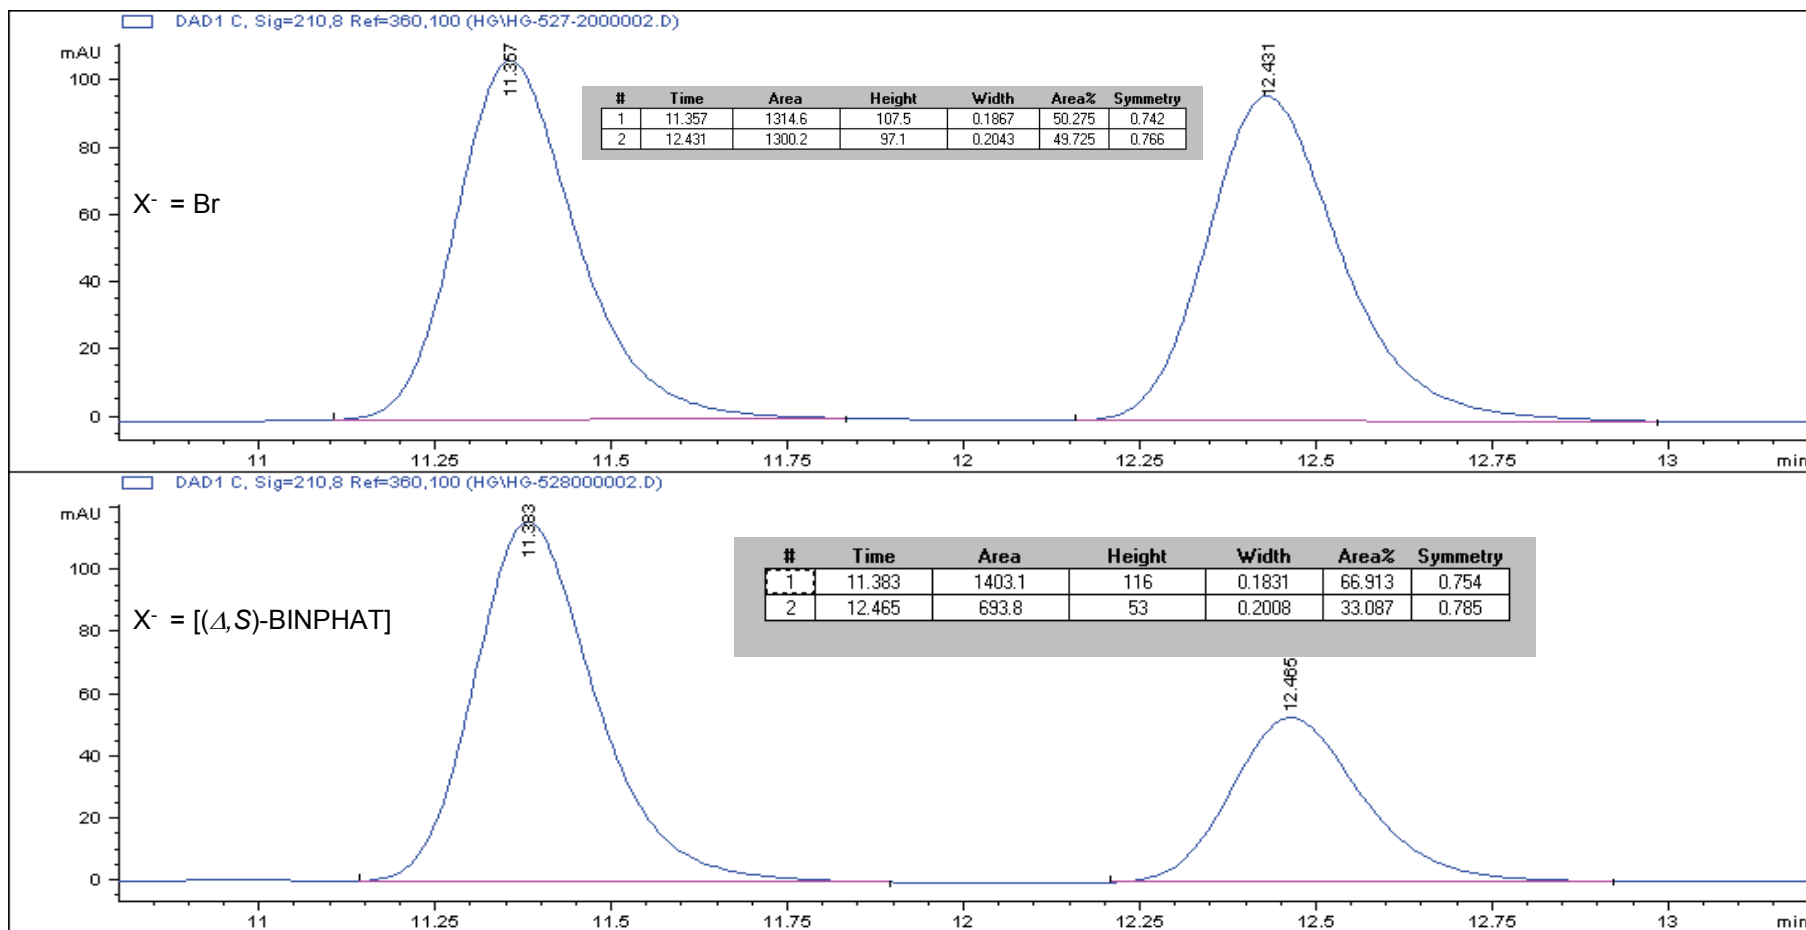 DAD1 C, Sig=210,8 Ref=360,100 (HG\HG-527-2000002.D)
mAU
100
80
60
40
20
0
11.357
12.431
# Time Area Height Width Area% Symmetry
1 11.357 1314.6 107.5 0.1867 50.275 0.742
2 12.431 1300.2 97.1 0.2043 49.725 0.766
X- = Br
11 11.25 11.5 11.75 12 12.25 12.5 12.75 13 min
DAD1 C, Sig=210,8 Ref=360,100 (HG\HG-528000002.D)
mAU
100
80
60
40
20
0
11.383
12.465
# Time Area Height Width Area% Symmetry
1 11.383 1403.1 116 0.1831 66.913 0.754
2 12.465 693.8 53 0.2008 33.087 0.785
X- = [(Δ,S)-BINPHAT]
11 11.25 11.5 11.75 12 12.25 12.5 12.75 13 min